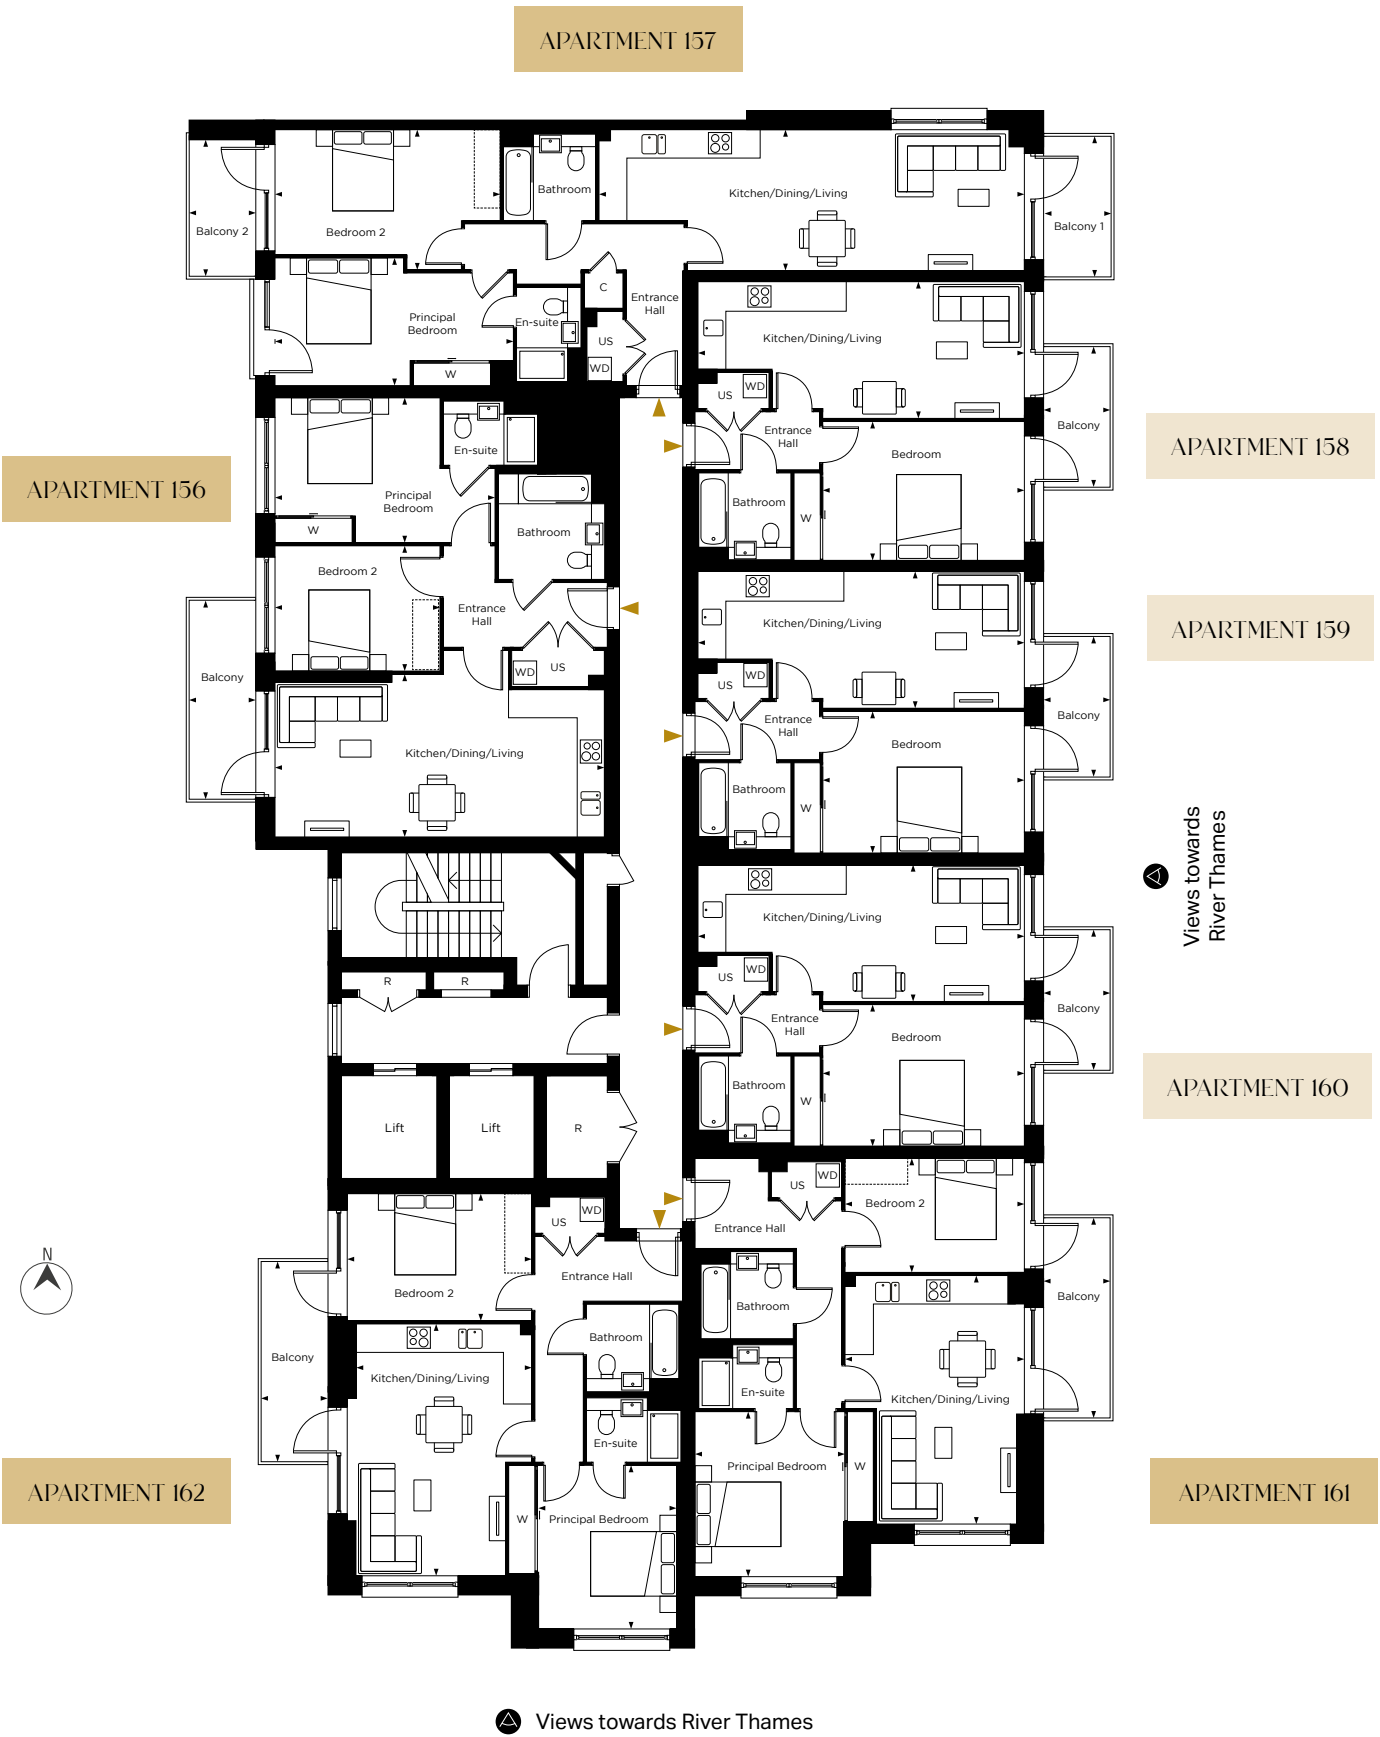 APARTMENT 157
Bedroom 2
Balcony 2
Bathroom
Kitchen/Dining/Living
Balcony 1
Principal
Bedroom
W
En-suite
C
US
WD
Entrance
Hall
APARTMENT 156
Principal
Bedroom
W
En-suite
Bathroom
Bedroom 2
Entrance
Hall
WD
US
Balcony
Kitchen/Dining/Living
APARTMENT 158
Kitchen/Dining/Living
US
WD
Entrance
Hall
Bathroom
W
Bedroom
Balcony
APARTMENT 159
Kitchen/Dining/Living
US
WD
Entrance
Hall
Bathroom
W
Bedroom
Balcony
Views towards
River Thames
APARTMENT 160
Kitchen/Dining/Living
US
WD
Entrance
Hall
Bathroom
W
Bedroom
Balcony
R
R
Lift
Lift
R
N
APARTMENT 161
US
WD
Entrance Hall
Bedroom 2
Bathroom
En-suite
Kitchen/Dining/Living
Balcony
Principal Bedroom
W
APARTMENT 162
Bedroom 2
US
WD
Entrance Hall
Balcony
Kitchen/Dining/Living
Bathroom
En-suite
W
Principal Bedroom
Views towards River Thames